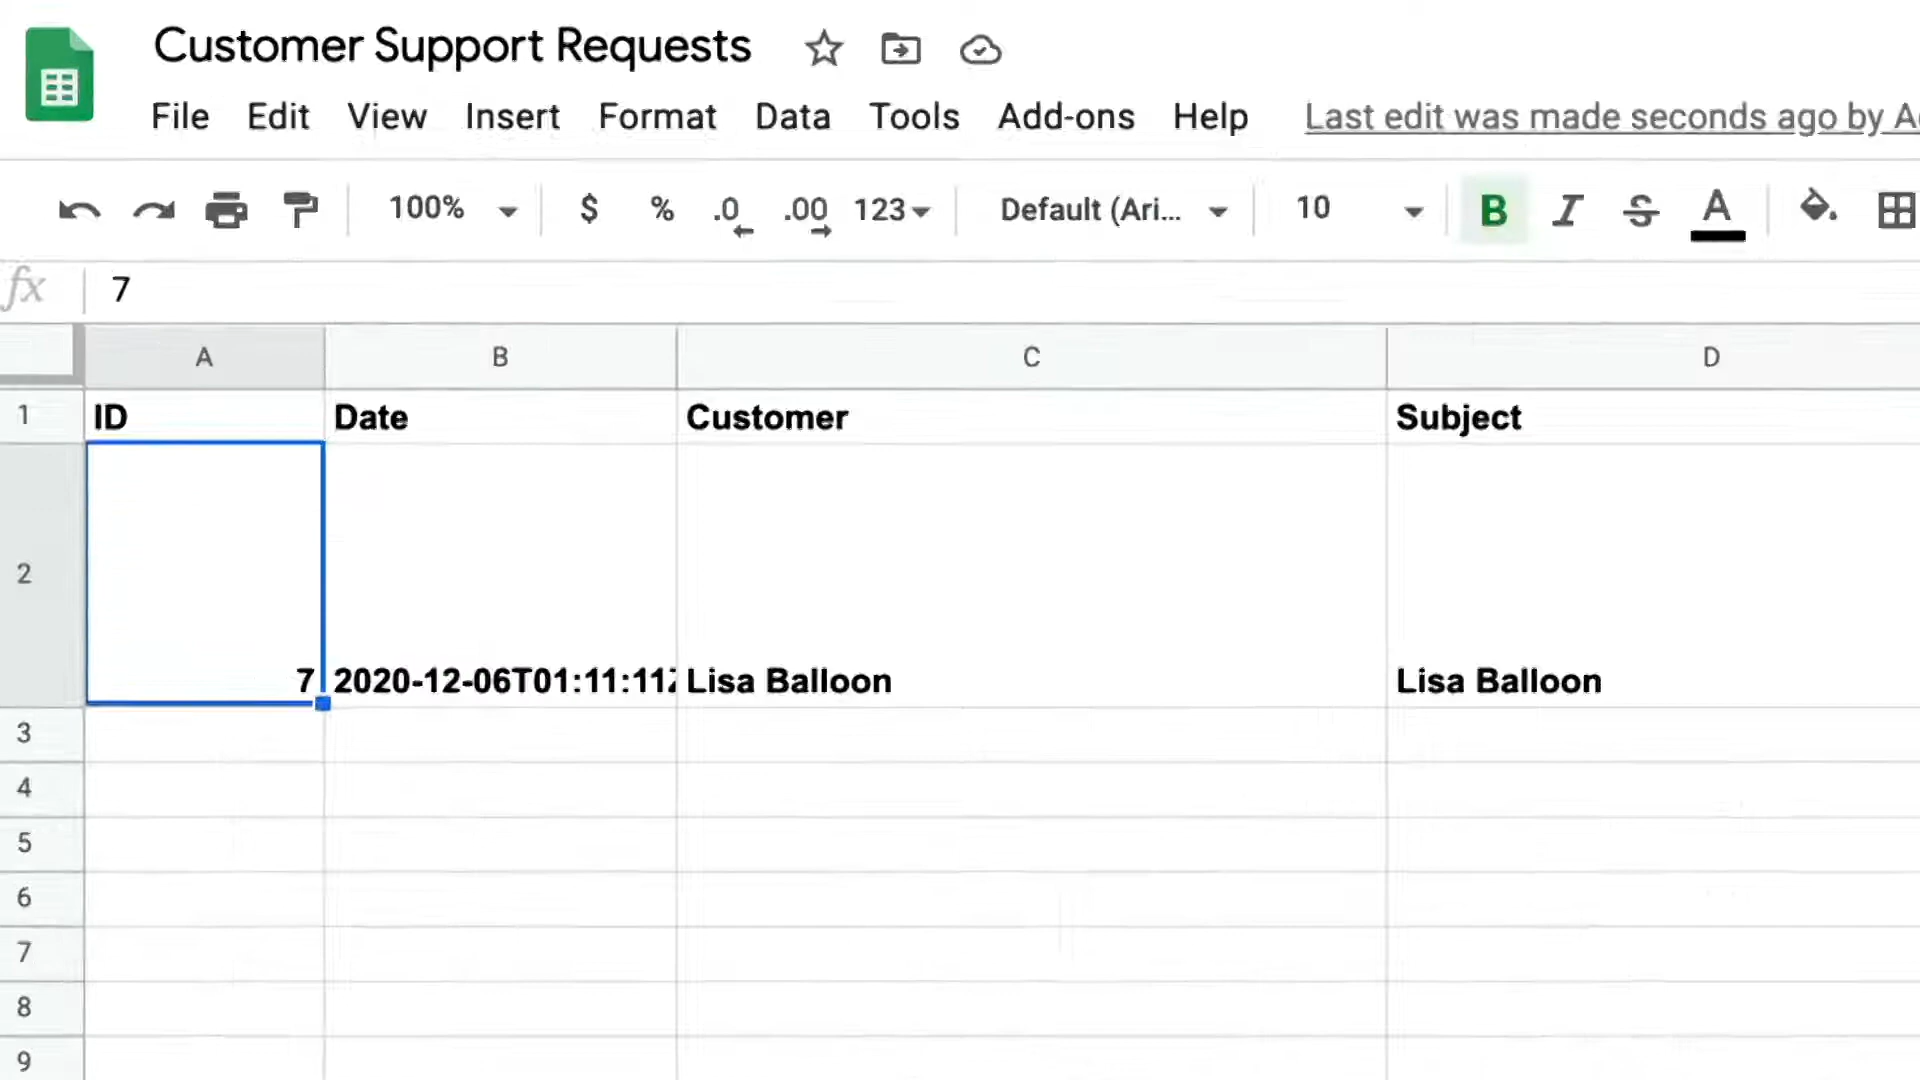 Customer Support Requests
File Edit View Insert Format Data Tools Add-ons Help Last edit was made seconds ago by
100% $ % .0 .00 123 Default (Ari... 10 B I S A
fx 7
A B C D
1 ID Date Customer Subject
2 7 2020-12-06T01:11:11Z Lisa Balloon Lisa Balloon
3
4
5
6
7
8
9